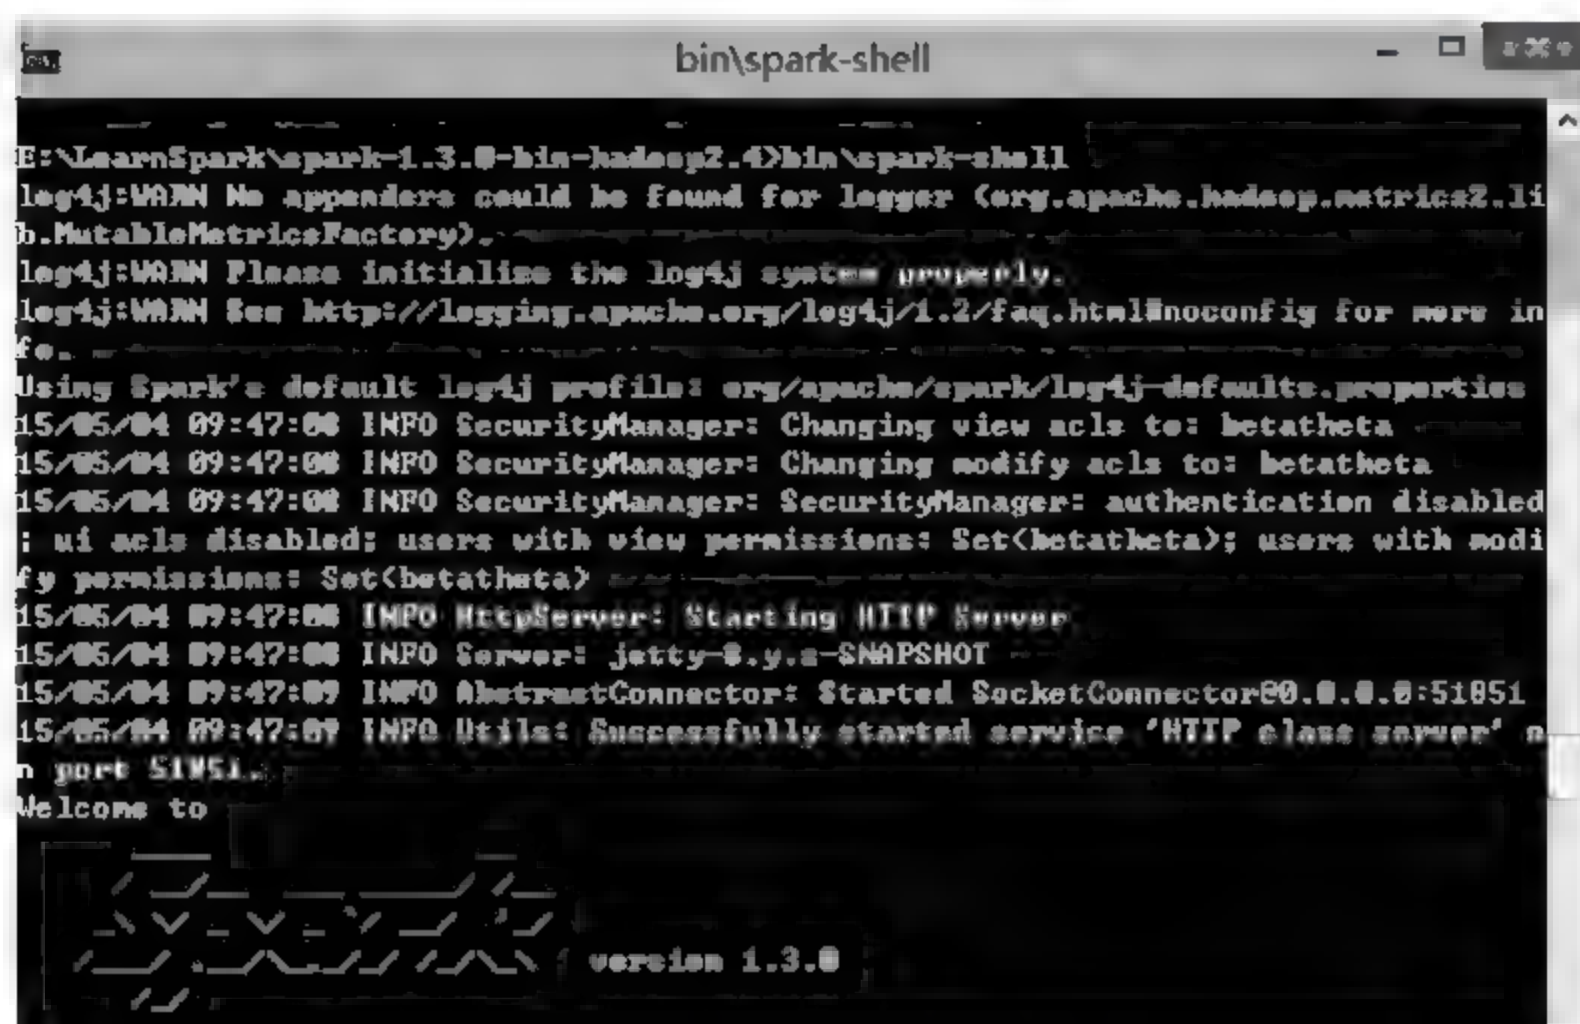 bin\spark-shell
E:\LearnSpark\spark-1.3.0-bin-hadoop2.4>bin\spark-shell
log4j:WARN No appenders could be found for logger (org.apache.hadoop.metrics2.li
b.MutableMetricsFactory).
log4j:WARN Please initialize the log4j system properly.
log4j:WARN See http://logging.apache.org/log4j/1.2/faq.html#noconfig for more in
fo.
Using Spark's default log4j profile: org/apache/spark/log4j-defaults.properties
15/05/04 09:47:08 INFO SecurityManager: Changing view acls to: betatheta
15/05/04 09:47:08 INFO SecurityManager: Changing modify acls to: betatheta
15/05/04 09:47:08 INFO SecurityManager: SecurityManager: authentication disabled
; ui acls disabled; users with view permissions: Set(betatheta); users with modi
fy permissions: Set(betatheta)
15/05/04 09:47:08 INFO HttpServer: Starting HTTP Server
15/05/04 09:47:08 INFO Server: jetty-8.y.z-SNAPSHOT
15/05/04 09:47:09 INFO AbstractConnector: Started SocketConnector@0.0.0.0:51051
15/05/04 09:47:09 INFO Utils: Successfully started service 'HTTP class server' o
n port 51051.
Welcome to
version 1.3.0